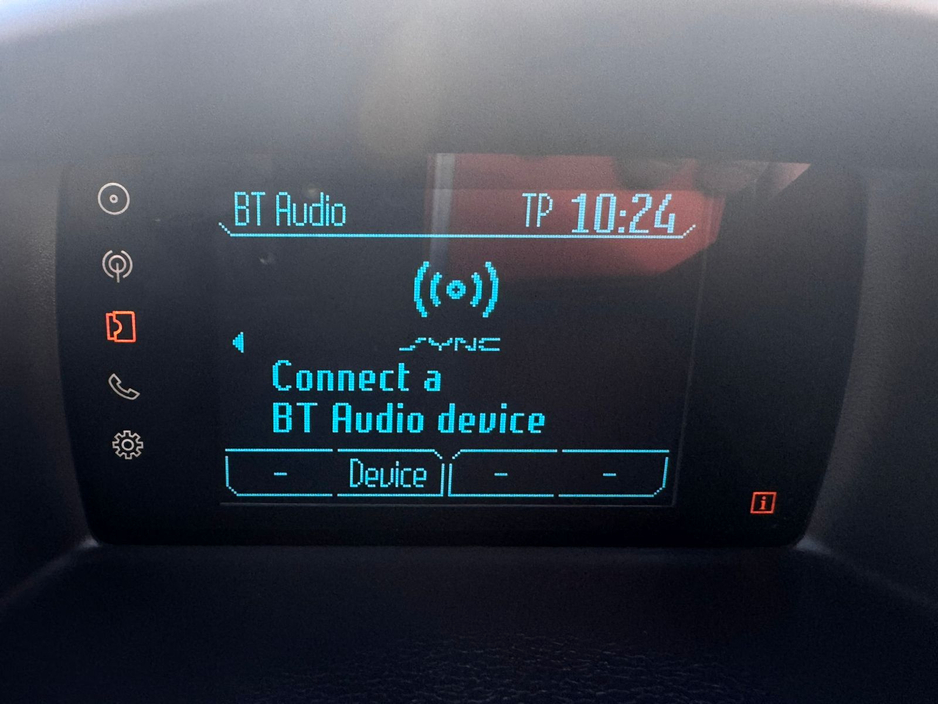 BT Audio TP 10:24
SYNC
Connect a
BT Audio device
- Device - -
i